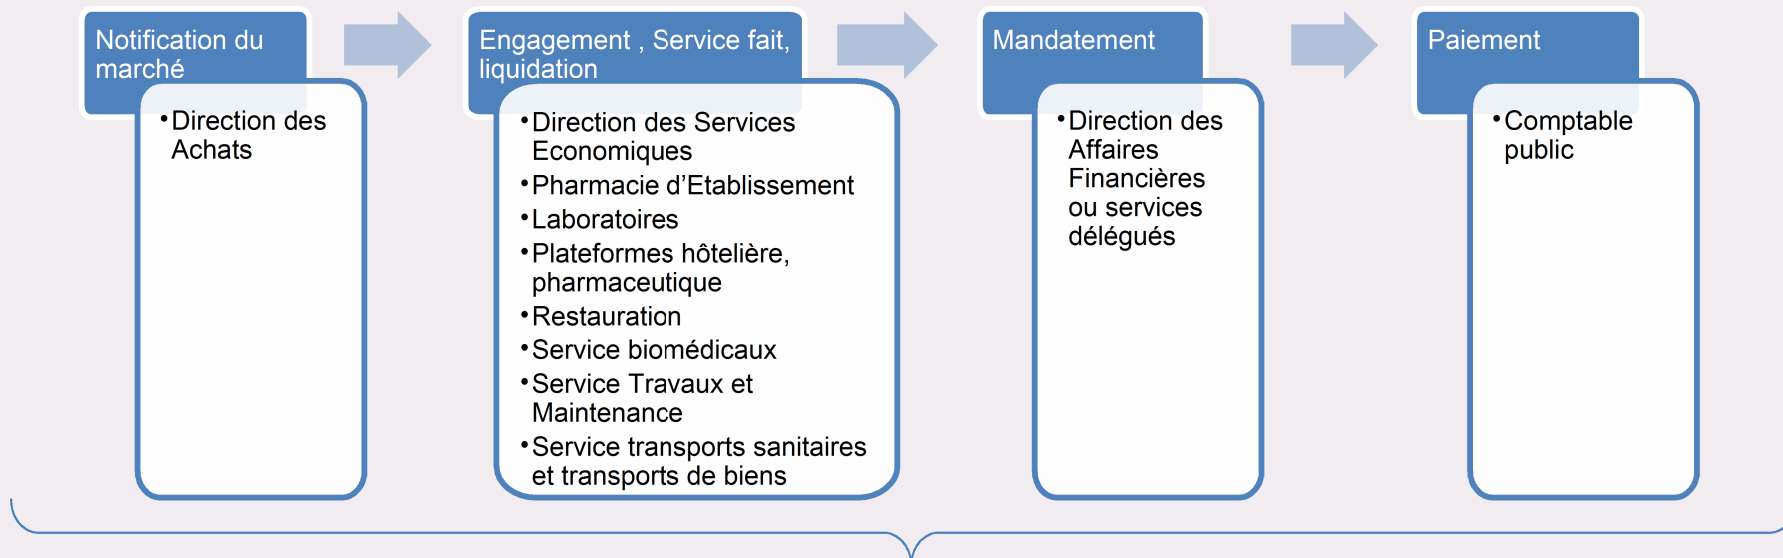 Notification du
marché
•Direction des
Achats
Engagement , Service fait,
liquidation
•Direction des Services
Economiques
•Pharmacie d’Etablissement
•Laboratoires
•Plateformes hôtelière,
pharmaceutique
•Restauration
•Service biomédicaux
•Service Travaux et
Maintenance
•Service transports sanitaires
et transports de biens
Mandatement
•Direction des
Affaires
Financières
ou services
délégués
Paiement
•Comptable
public